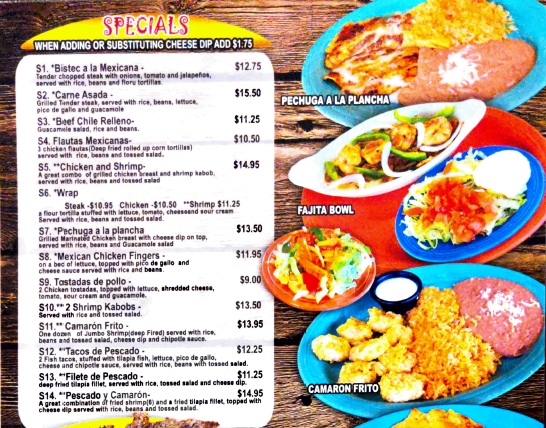 SPECIALS
WHEN ADDING OR SUBSTITUTING CHEESE DIP ADD $1.75
S1. *Bistec a la Mexicana - $12.75
Tender chopped steak with onions, tomato and jalapeños,
served with rice, beans and flour tortillas.
S2. *Carne Asada - $15.50
Grilled Tender steak, served with rice, beans, lettuce,
pico de gallo and guacamole
S3. *Beef Chile Relleno- $11.25
Guacamole salad, rice and beans.
S4. Flautas Mexicanas- $10.50
3 chicken flautas(Deep fried rolled up corn tortillas)
served with rice, beans and tossed salad.
S5. **Chicken and Shrimp- $14.95
A great combo of grilled chicken breast and shrimp kabob,
served with rice, beans and tossed salad
S6. *Wrap
Steak -$10.95 Chicken -$10.50 **Shrimp $11.25
a flour tortilla stuffed with lettuce, tomato, cheeseand sour cream
Served with rice, beans and tossed salad.
S7. *Pechuga a la plancha $13.50
Grilled Marinated Chicken breast with cheese dip on top,
served with rice, beans and Guacamole salad
S8. *Mexican Chicken Fingers - $11.95
on a bed of lettuce, topped with pico de gallo and
cheese sauce served with rice and beans.
S9. Tostadas de pollo - $9.00
2 Chicken tostadas, topped with lettuce, shredded cheese,
tomato, sour cream and guacamole.
S10.** 2 Shrimp Kabobs - $13.50
Served with rice and tossed salad.
S11.** Camarón Frito - $13.95
One dozen of Jumbo Shrimp(deep Fired) served with rice,
beans and tossed salad, cheese dip and chipotle sauce.
S12. **Tacos de Pescado - $12.25
2 Fish tacos, stuffed with tilapia fish, lettuce, pico de gallo,
cheese and chipotle sauce, served with rice, beans with tossed salad.
S13. **Filete de Pescado - $11.25
deep fried tilapia fillet, served with rice, tossed salad and cheese dip.
S14. **Pescado y Camarón- $14.95
A great combination of fried shrimp(6) and a fried tilapia filet, topped with
cheese dip served with rice, beans and tossed salad.
PECHUGA A LA PLANCHA
FAJITA BOWL
CAMARON FRITO